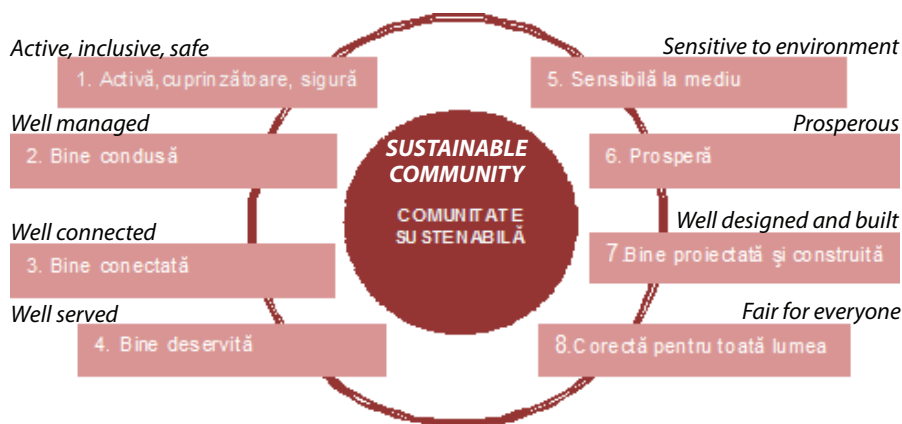 Active, inclusive, safe
1. Activă, cuprinzătoare, sigură
Well managed
2. Bine condusă
Well connected
3. Bine conectată
Well served
4. Bine deservită
SUSTAINABLE
COMMUNITY
COMUNITATE
SUSTENABILĂ
Sensitive to environment
5. Sensibilă la mediu
Prosperous
6. Prosperă
Well designed and built
7.Bine proiectată şi construită
Fair for everyone
8.Corectă pentru toată lumea